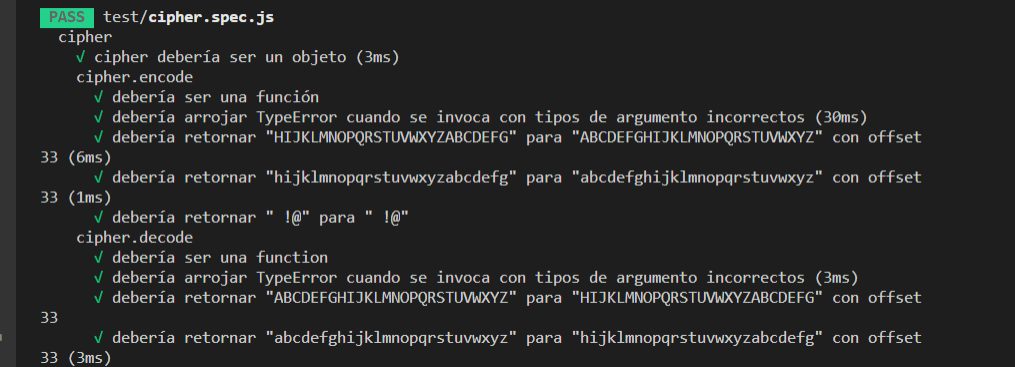 PASS test/cipher.spec.js
cipher
√ cipher debería ser un objeto (3ms)
cipher.encode
√ debería ser una función
√ debería arrojar TypeError cuando se invoca con tipos de argumento incorrectos (30ms)
√ debería retornar "HIJKLMNOPQRSTUVWXYZABCDEFG" para "ABCDEFGHIJKLMNOPQRSTUVWXYZ" con offset
33 (6ms)
√ debería retornar "hijklmnopqrstuvwxyzabcdefg" para "abcdefghijklmnopqrstuvwxyz" con offset
33 (1ms)
√ debería retornar " !@" para " !@"
cipher.decode
√ debería ser una function
√ debería arrojar TypeError cuando se invoca con tipos de argumento incorrectos (3ms)
√ debería retornar "ABCDEFGHIJKLMNOPQRSTUVWXYZ" para "HIJKLMNOPQRSTUVWXYZABCDEFG" con offset
33
√ debería retornar "abcdefghijklmnopqrstuvwxyz" para "hijklmnopqrstuvwxyzabcdefg" con offset
33 (3ms)